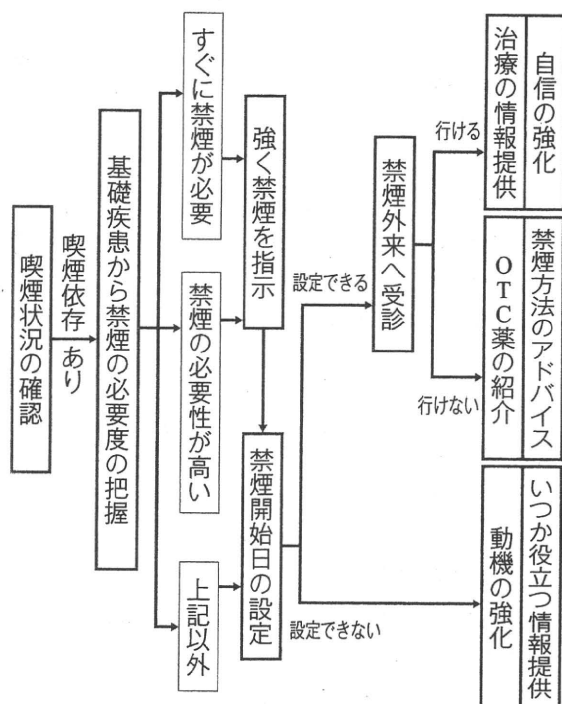 喫煙状況の確認
喫煙依存
あり
基礎疾患から禁煙の必要度の把握
すぐに禁煙が必要
禁煙の必要性が高い
上記以外
強く禁煙を指示
禁煙開始日の設定
設定できる
設定できない
禁煙外来へ受診
行ける
行けない
自信の強化
治療の情報提供
禁煙方法のアドバイス
OTC薬の紹介
いつか役立つ情報提供
動機の強化